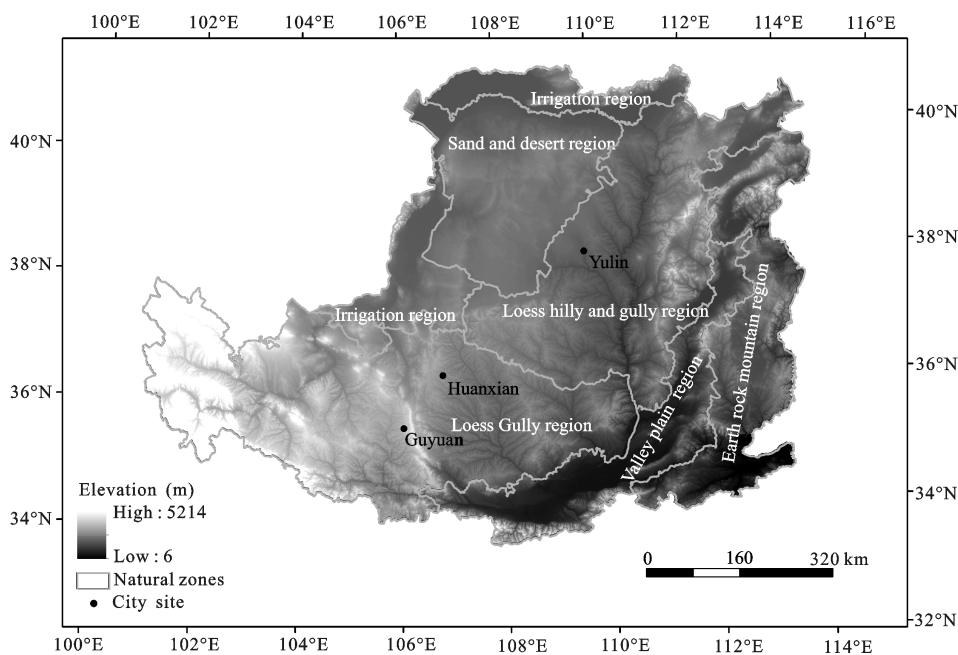 100°E 102°E 104°E 106°E 108°E 110°E 112°E 114°E 116°E
40°N
38°N
36°N
34°N
40°N
38°N
36°N
34°N
32°N
Irrigation region
Sand and desert region
Yulin
Loess hilly and gully region
Irrigation region
Huanxian
Loess Gully region
Guyuan
Valley plain region
Earth rock mountain region
Elevation (m)
High : 5214
Low : 6
Natural zones
City site
0 160 320 km
100°E 102°E 104°E 106°E 108°E 110°E 112°E 114°E